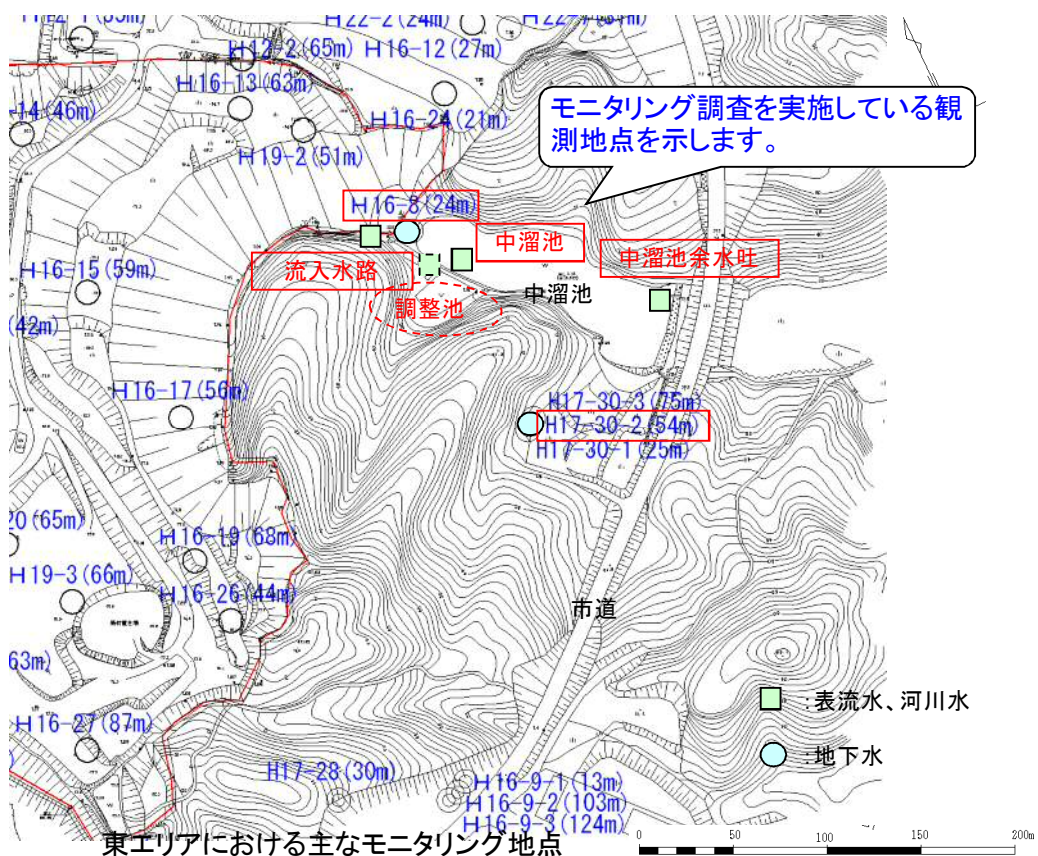 H22-2(24m)
H12-2(65m) H16-12(27m)
H16-13(63m)
-14(46m)
H16-24(21m)
H19-2(51m)
モニタリング調査を実施している観
測地点を示します。
H16-8(24m)
中溜池
中溜池余水吐
流入水路
H16-15(59m)
中溜池
調整池
42m)
H16-17(56m)
H17-30-3(75m)
H17-30-2(54m)
H17-30-1(25m)
20(65m)
H16-19(68m)
H19-3(66m)
H16-26(44m)
市道
63m)
:表流水、河川水
H16-27(87m)
:地下水
H17-28(30m)
H16-9-1(13m)
H16-9-2(103m)
H16-9-3(124m)
東エリアにおける主なモニタリング地点
0 50 100 150 200m